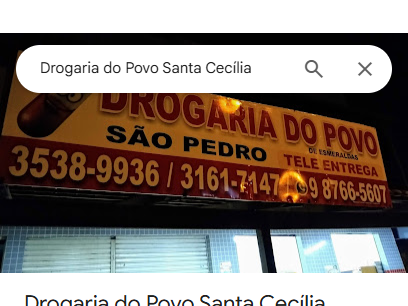 Drogaria do Povo Santa Cecília
DROGARIA DO POVO
DE ESMERALDAS
SÃO PEDRO
TELE ENTREGA
3538-9936 / 3161-7147 9 8766-5607
Drogaria do Povo Santa Cecília